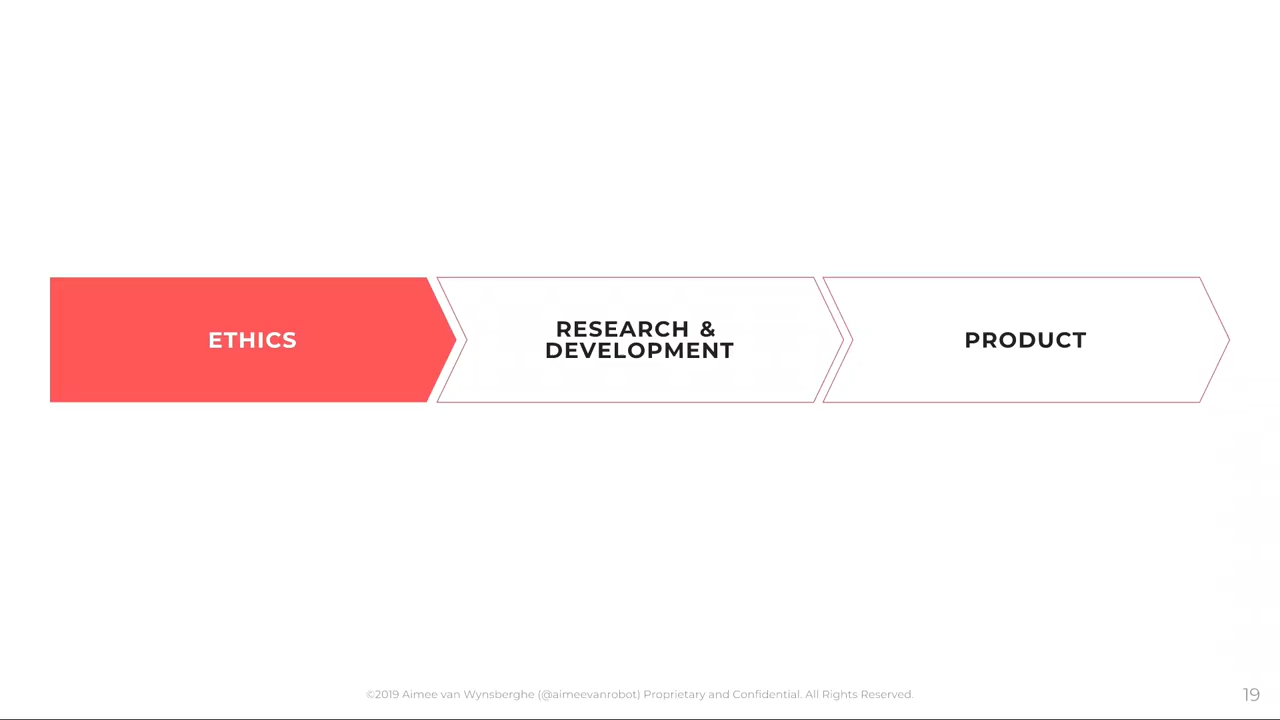 ETHICS
RESEARCH &
DEVELOPMENT
PRODUCT
©2019 Aimee van Wynsberghe (@aimeevanrobot) Proprietary and Confidential. All Rights Reserved.
19